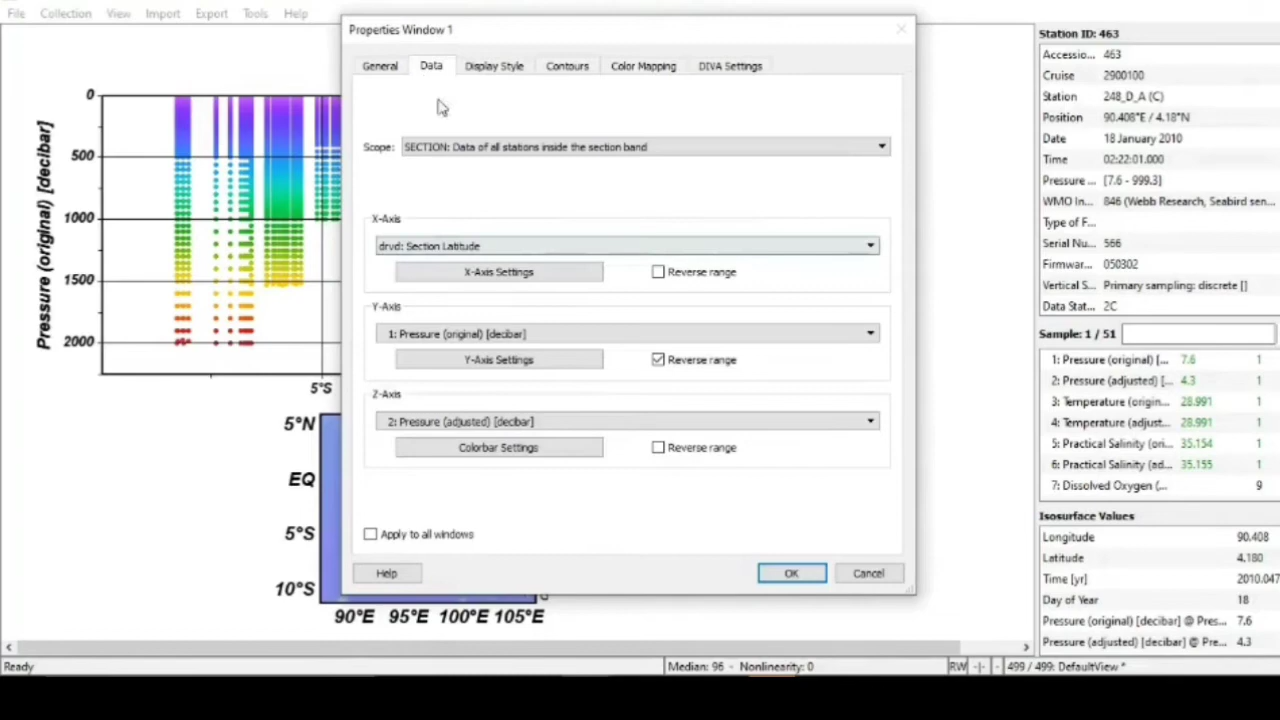 File Collection View Import Export Tools Help
Properties Window 1
General Data Display Style Contours Color Mapping DIVA Settings
Scope: SECTION: Data of all stations inside the section band
X-Axis
drvd: Section Latitude
X-Axis Settings Reverse range
Y-Axis
1: Pressure (original) [decibar]
Y-Axis Settings Reverse range
Z-Axis
2: Pressure (adjusted) [decibar]
Colorbar Settings Reverse range
Apply to all windows
Help OK Cancel
Pressure (original) [decibar]
0
500
1000
1500
2000
5°S
5°N
EQ
5°S
10°S
90°E 95°E 100°E 105°E
Station ID: 463
Accessio... 463
Cruise 2900100
Station 248_D_A (C)
Position 90.408°E / 4.18°N
Date 18 January 2010
Time 02:22:01.000
Pressure ... [7.6 - 999.3]
WMO In... 846 (Webb Research, Seabird sen...
Type of F...
Serial Nu... 566
Firmwar... 050302
Vertical S... Primary sampling: discrete []
Data Stat... 2C
Sample: 1 / 51
1: Pressure (original) [... 7.6 1
2: Pressure (adjusted) [... 4.3 1
3: Temperature (origin... 28.991 1
4: Temperature (adjust... 28.991 1
5: Practical Salinity (ori... 35.154 1
6: Practical Salinity (ad... 35.155 1
7: Dissolved Oxygen (... 9
Isosurface Values
Longitude 90.408
Latitude 4.180
Time [yr] 2010.047
Day of Year 18
Pressure (original) [decibar] @ Pres... 7.6
Pressure (adjusted) [decibar] @ Pre... 4.3
Ready Median: 96 - Nonlinearity: 0 RW -|- - 499 / 499: DefaultView *